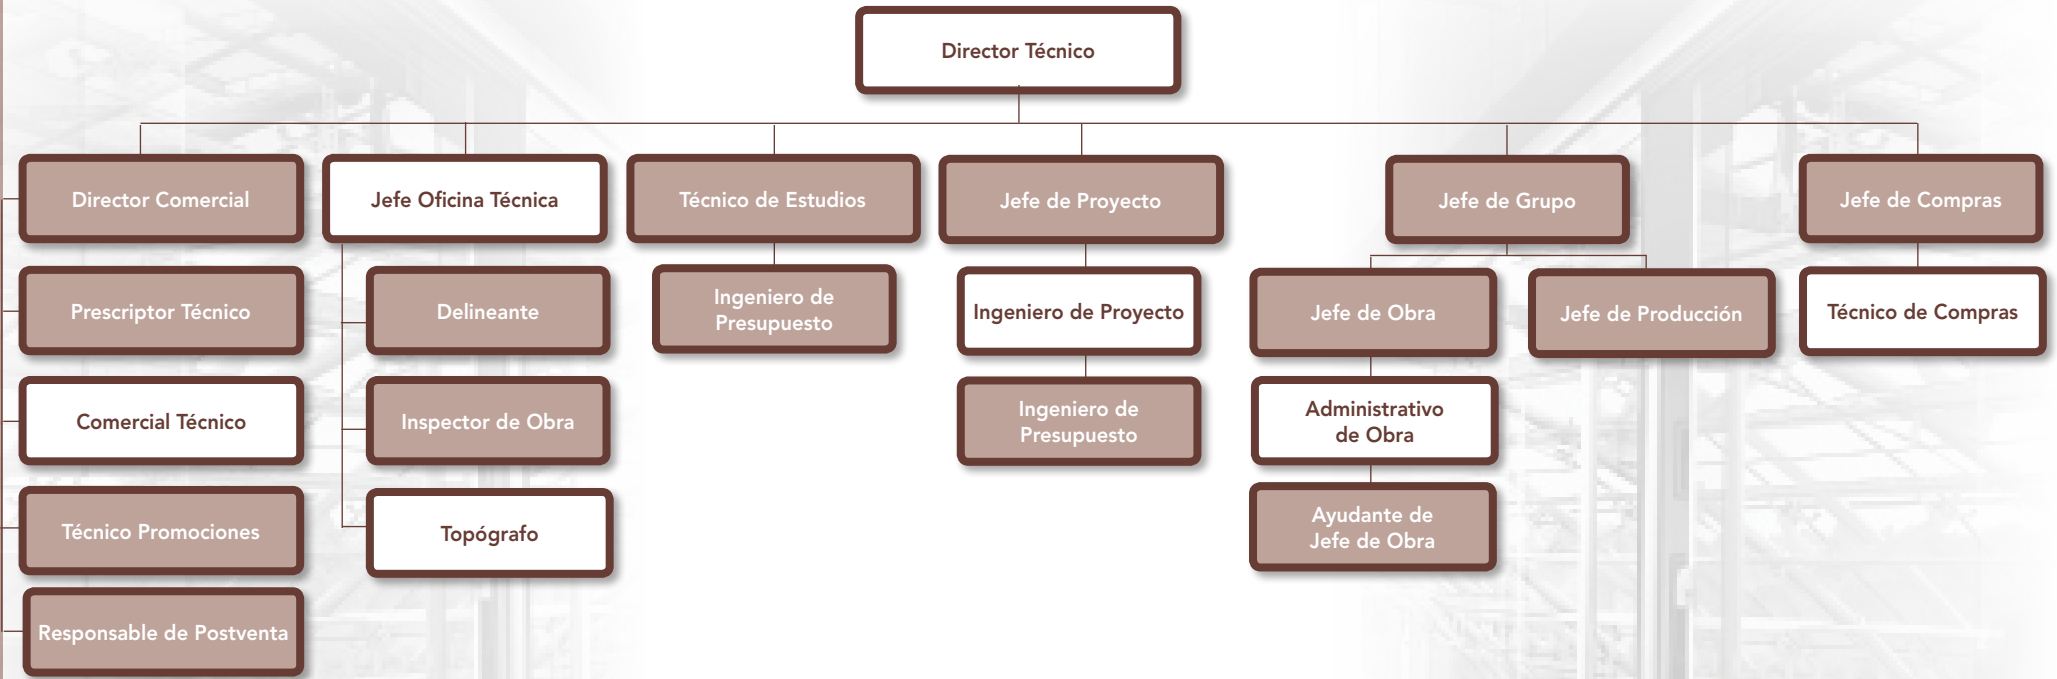 Director Técnico
Director Comercial
Jefe Oficina Técnica
Técnico de Estudios
Jefe de Proyecto
Jefe de Grupo
Jefe de Compras
Prescriptor Técnico
Delineante
Ingeniero de
Presupuesto
Ingeniero de Proyecto
Jefe de Obra
Jefe de Producción
Técnico de Compras
Comercial Técnico
Inspector de Obra
Ingeniero de
Presupuesto
Administrativo
de Obra
Técnico Promociones
Topógrafo
Ayudante de
Jefe de Obra
Responsable de Postventa